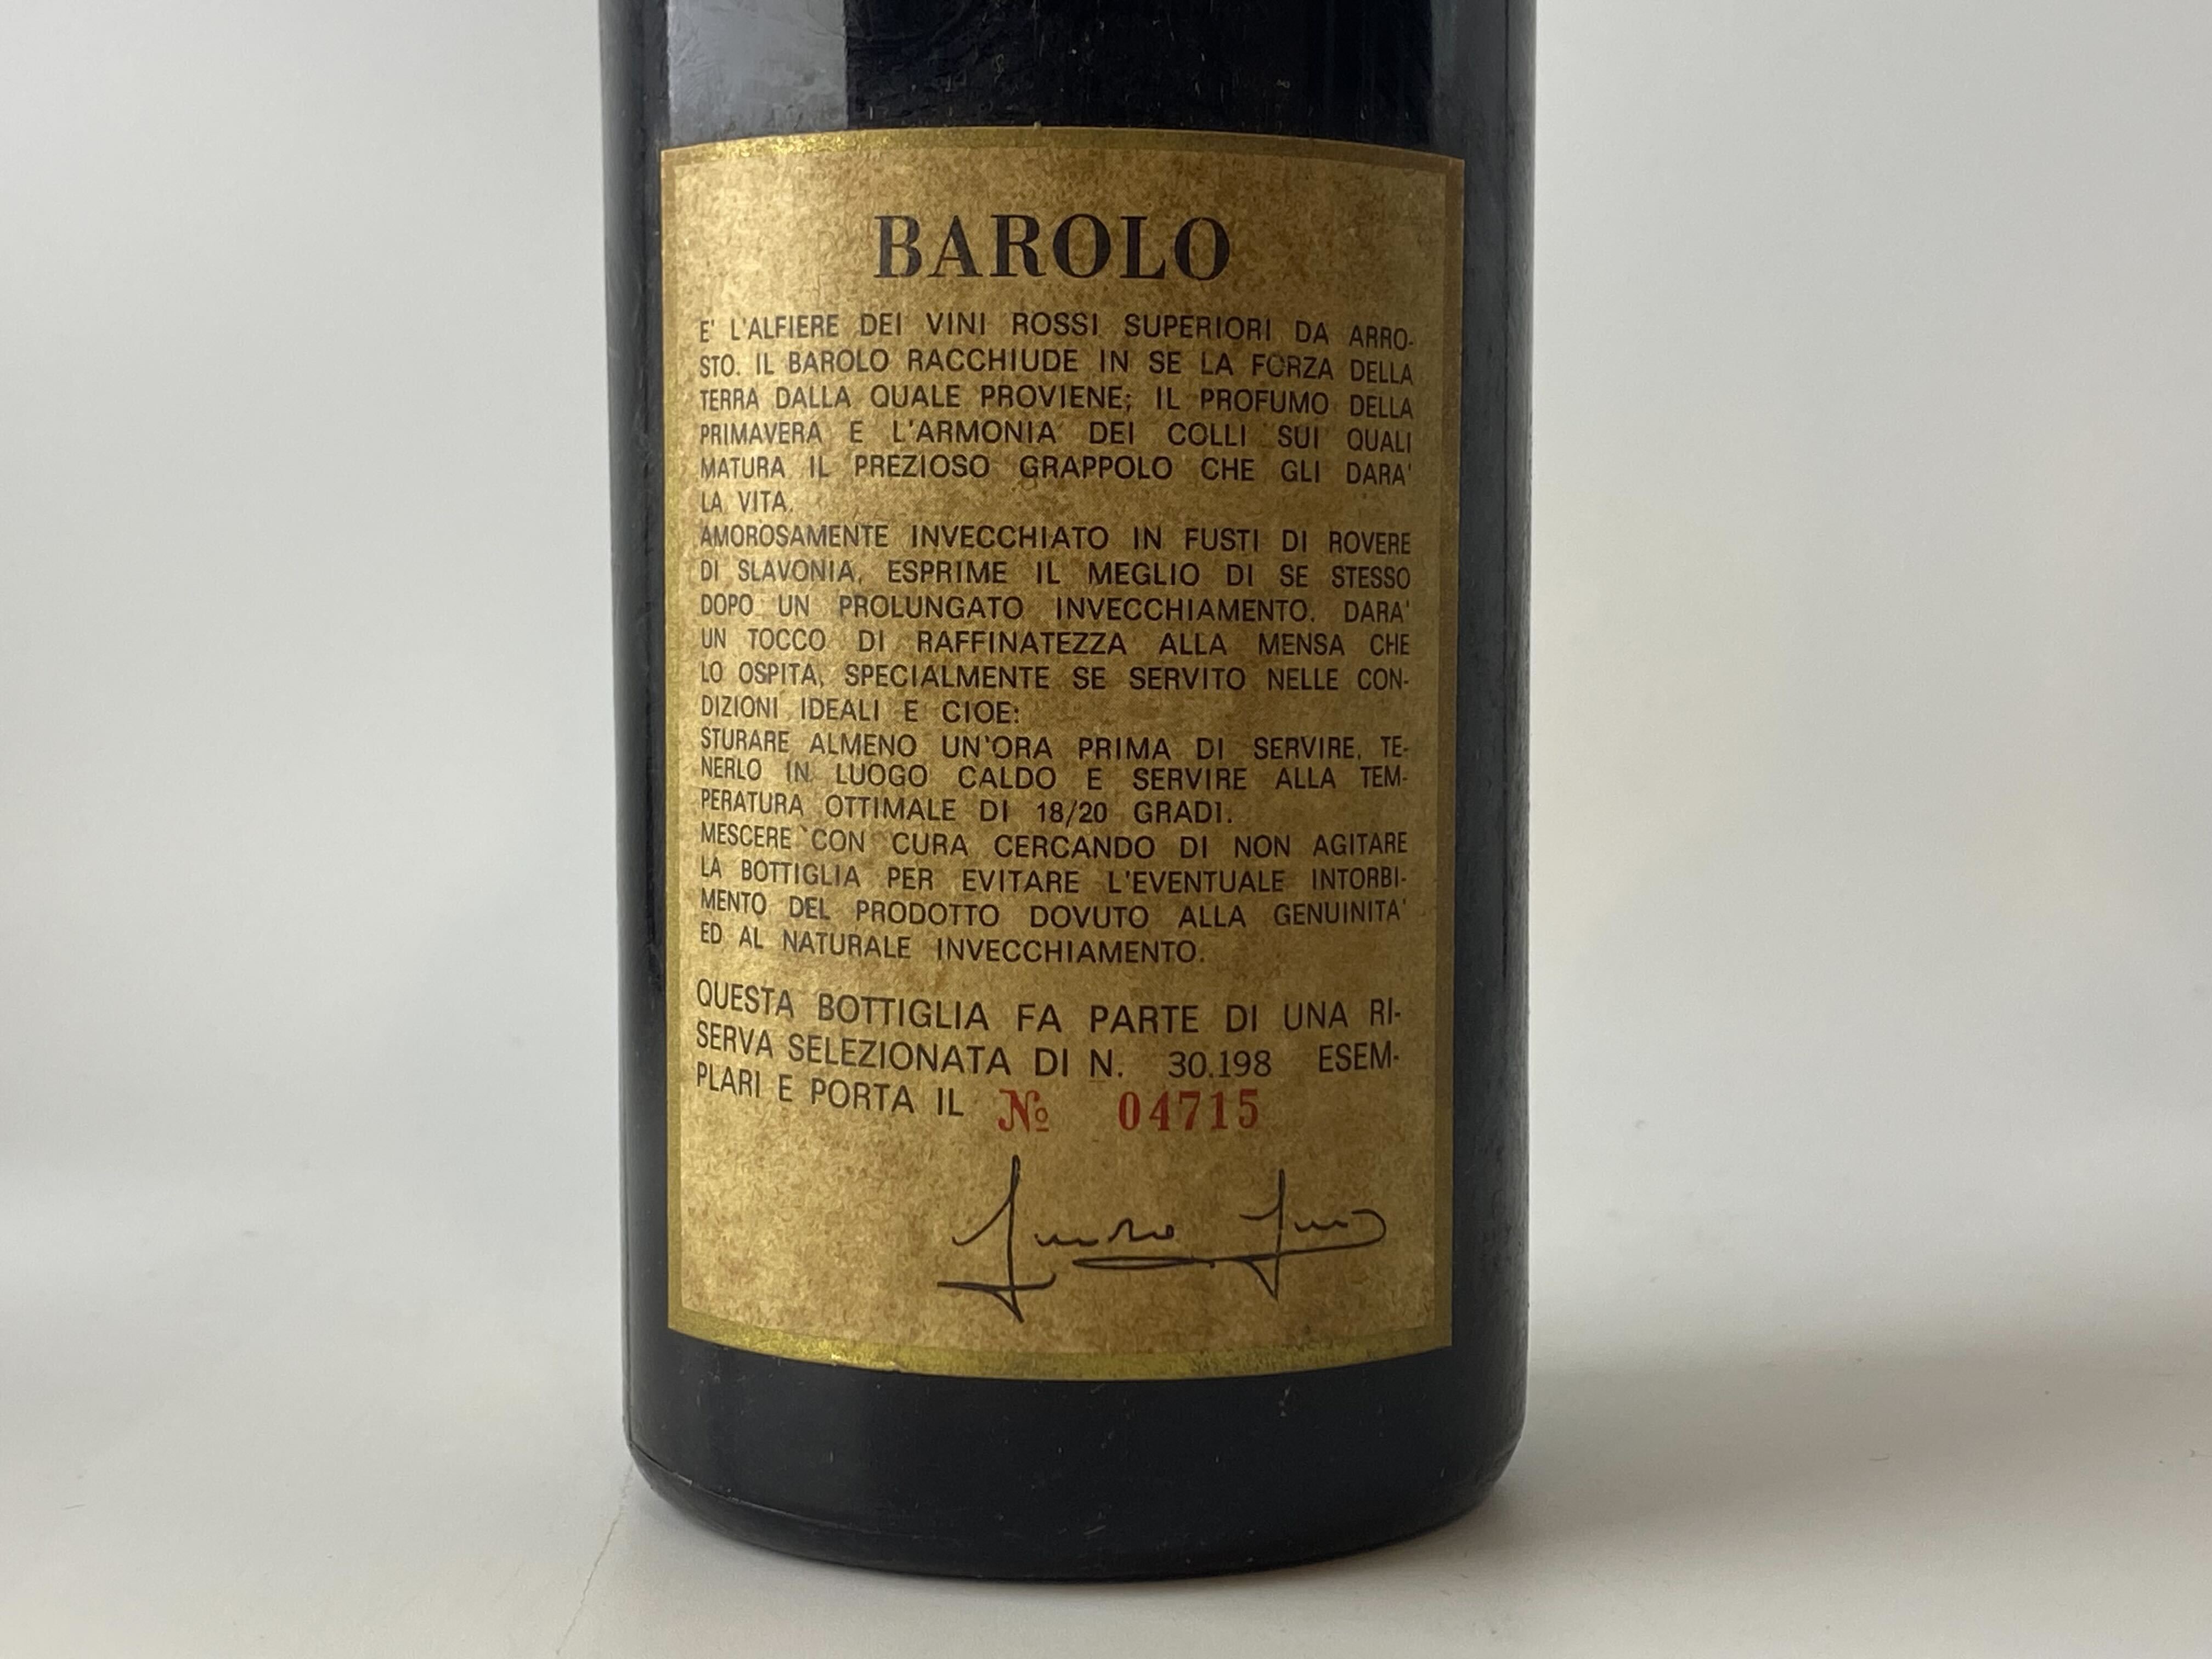 BAROLO
E' L'ALFIERE DEI VINI ROSSI SUPERIORI DA ARRO-
STO. IL BAROLO RACCHIUDE IN SE LA FORZA DELLA
TERRA DALLA QUALE PROVIENE; IL PROFUMO DELLA
PRIMAVERA E L'ARMONIA DEI COLLI SUI QUALI
MATURA IL PREZIOSO GRAPPOLO CHE GLI DARA'
LA VITA.
AMOROSAMENTE INVECCHIATO IN FUSTI DI ROVERE
DI SLAVONIA, ESPRIME IL MEGLIO DI SE STESSO
DOPO UN PROLUNGATO INVECCHIAMENTO. DARA'
UN TOCCO DI RAFFINATEZZA ALLA MENSA CHE
LO OSPITA, SPECIALMENTE SE SERVITO NELLE CON-
DIZIONI IDEALI E CIOE:
STURARE ALMENO UN'ORA PRIMA DI SERVIRE, TE-
NERLO IN LUOGO CALDO E SERVIRE ALLA TEM-
PERATURA OTTIMALE DI 18/20 GRADI.
MESCERE CON CURA CERCANDO DI NON AGITARE
LA BOTTIGLIA PER EVITARE L'EVENTUALE INTORBI-
MENTO DEL PRODOTTO DOVUTO ALLA GENUINITA'
ED AL NATURALE INVECCHIAMENTO.
QUESTA BOTTIGLIA FA PARTE DI UNA RI-
SERVA SELEZIONATA DI N. 30.198 ESEM-
PLARI E PORTA IL № 04715